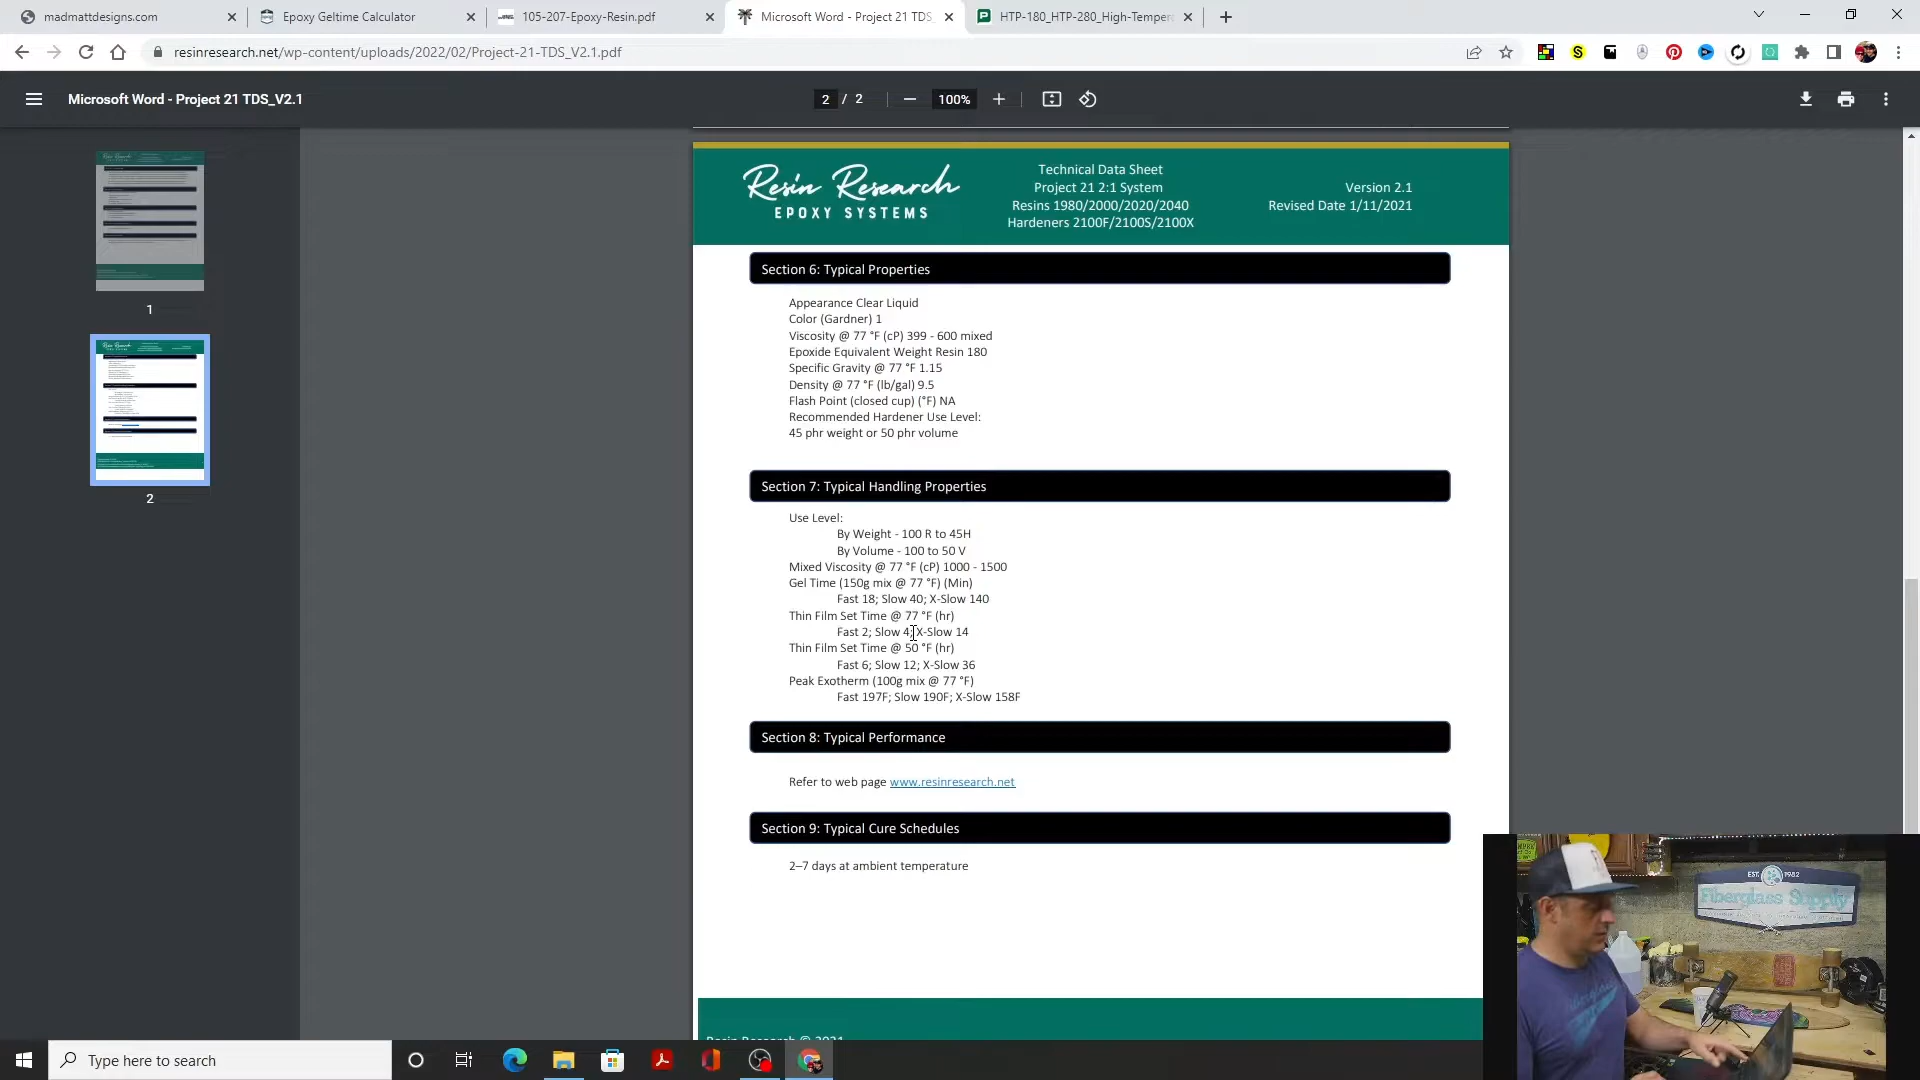 madmattdesigns.com
Epoxy Geltime Calculator
105-207-Epoxy-Resin.pdf
Microsoft Word - Project 21 TDS_
HTP-180_HTP-280_High-Temper
resinresearch.net/wp-content/uploads/2022/02/Project-21-TDS_V2.1.pdf
Microsoft Word - Project 21 TDS_V2.1
2 / 2
100%
1
2
Resin Research
EPOXY SYSTEMS
Technical Data Sheet
Project 21 2:1 System
Resins 1980/2000/2020/2040
Hardeners 2100F/2100S/2100X
Version 2.1
Revised Date 1/11/2021
Section 6: Typical Properties
Appearance Clear Liquid
Color (Gardner) 1
Viscosity @ 77 °F (cP) 399 - 600 mixed
Epoxide Equivalent Weight Resin 180
Specific Gravity @ 77 °F 1.15
Density @ 77 °F (lb/gal) 9.5
Flash Point (closed cup) (°F) NA
Recommended Hardener Use Level:
45 phr weight or 50 phr volume
Section 7: Typical Handling Properties
Use Level:
By Weight - 100 R to 45H
By Volume - 100 to 50 V
Mixed Viscosity @ 77 °F (cP) 1000 - 1500
Gel Time (150g mix @ 77 °F) (Min)
Fast 18; Slow 40; X-Slow 140
Thin Film Set Time @ 77 °F (hr)
Fast 2; Slow 4; X-Slow 14
Thin Film Set Time @ 50 °F (hr)
Fast 6; Slow 12; X-Slow 36
Peak Exotherm (100g mix @ 77 °F)
Fast 197F; Slow 190F; X-Slow 158F
Section 8: Typical Performance
Refer to web page www.resinresearch.net
Section 9: Typical Cure Schedules
2–7 days at ambient temperature
Resin Research © 2021
EST. 1982
Fiberglass Supply
Type here to search